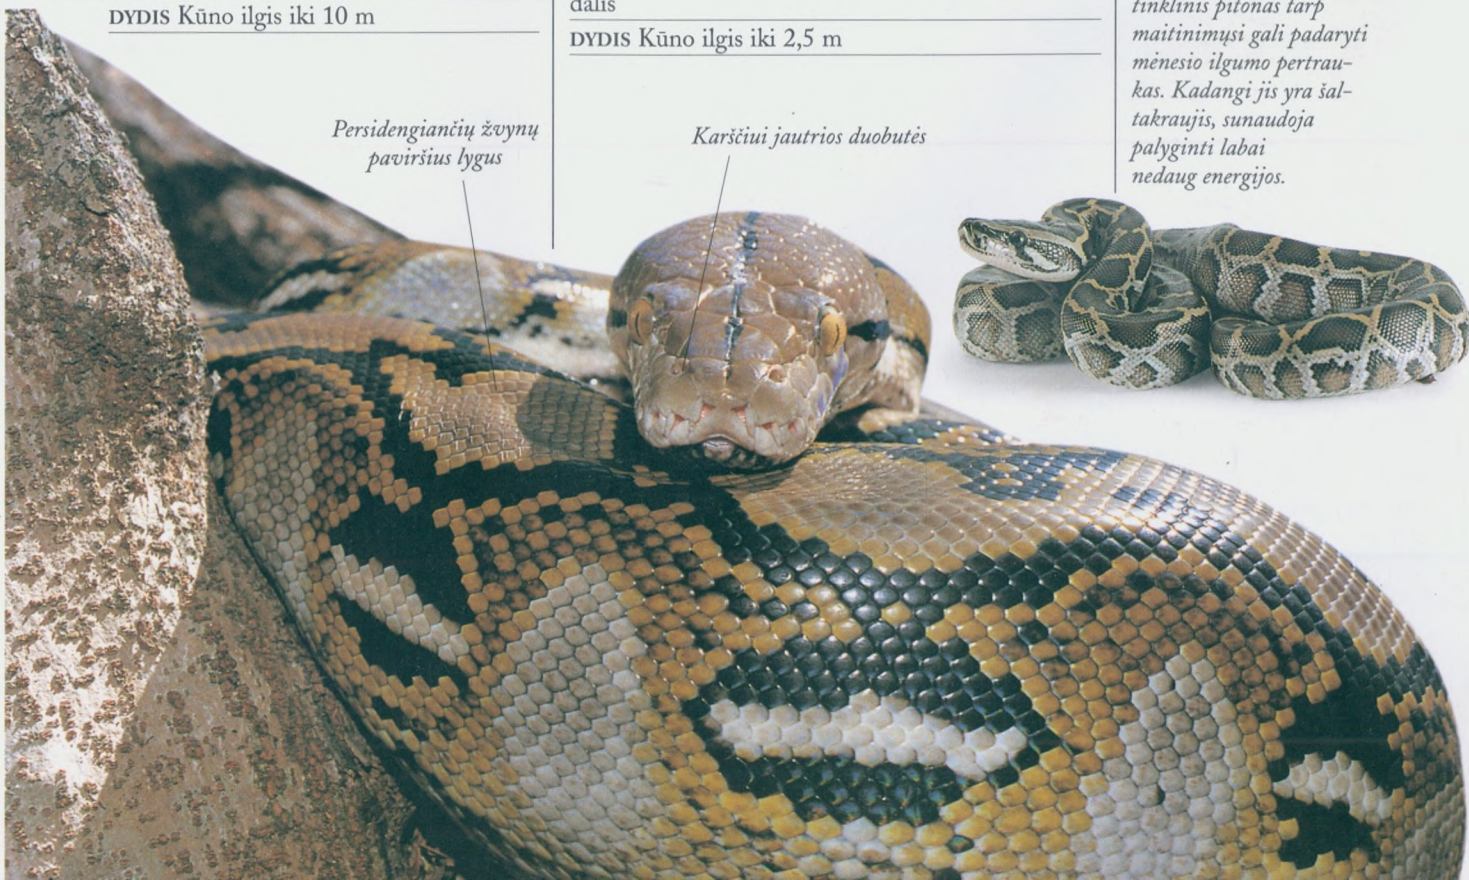 DYDIS Kūno ilgis iki 10 m
dalis
DYDIS Kūno ilgis iki 2,5 m
tinklinis pitonas tarp
maitinimųsi gali padaryti
mėnesio ilgumo pertrau-
kas. Kadangi jis yra šal-
takraujis, sunaudoja
palyginti labai
nedaug energijos.
Persidengiančių žvynų
paviršius lygus
Karščiui jautrios duobutės